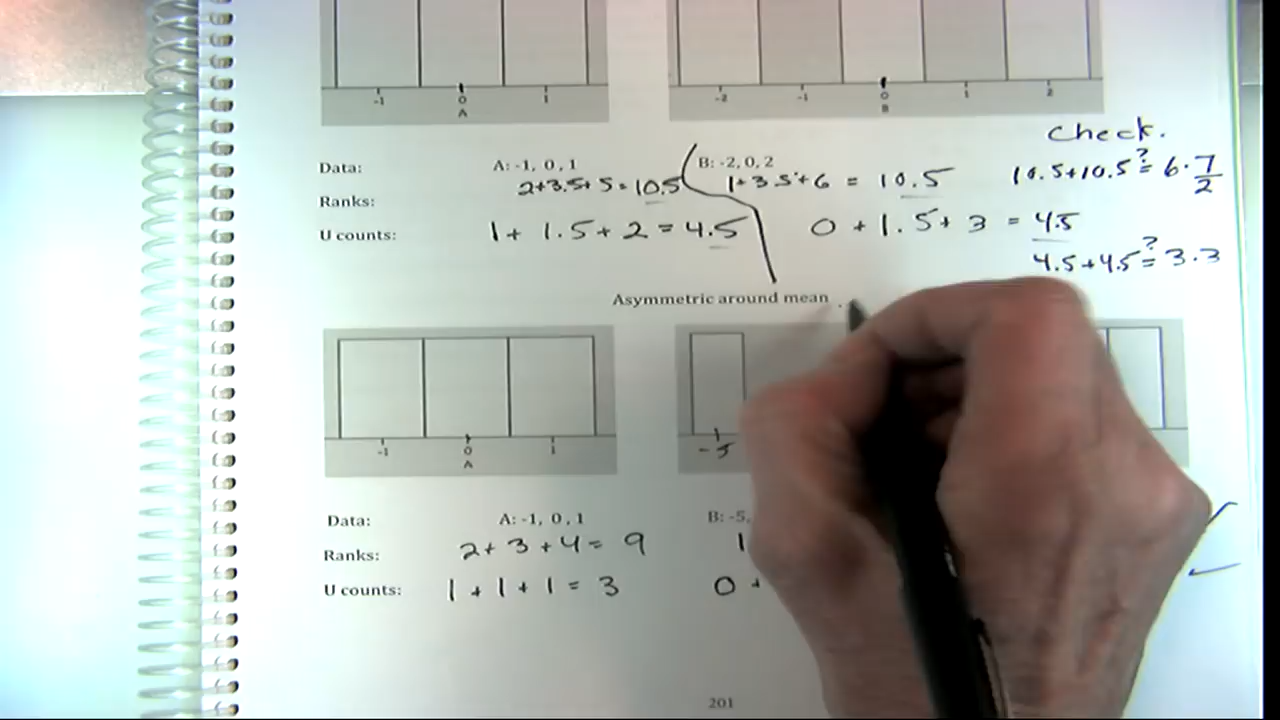 -1 0 1 -2 -1 0 1 2
A B
Check.
Data: A: -1, 0, 1 B: -2, 0, 2
2+3.5+5=10.5 1+3.5+6 = 10.5 10.5+10.5 ?= 6·7/2
Ranks:
U counts: 1+ 1.5+2 = 4.5 0 + 1.5+ 3 = 4.5
4.5+4.5 ?= 3·3
Asymmetric around mean
-1 0 1 -5
A
Data: A: -1, 0, 1 B: -5,
Ranks: 2+3+4= 9 1
U counts: 1+1+1 = 3 0 +
201